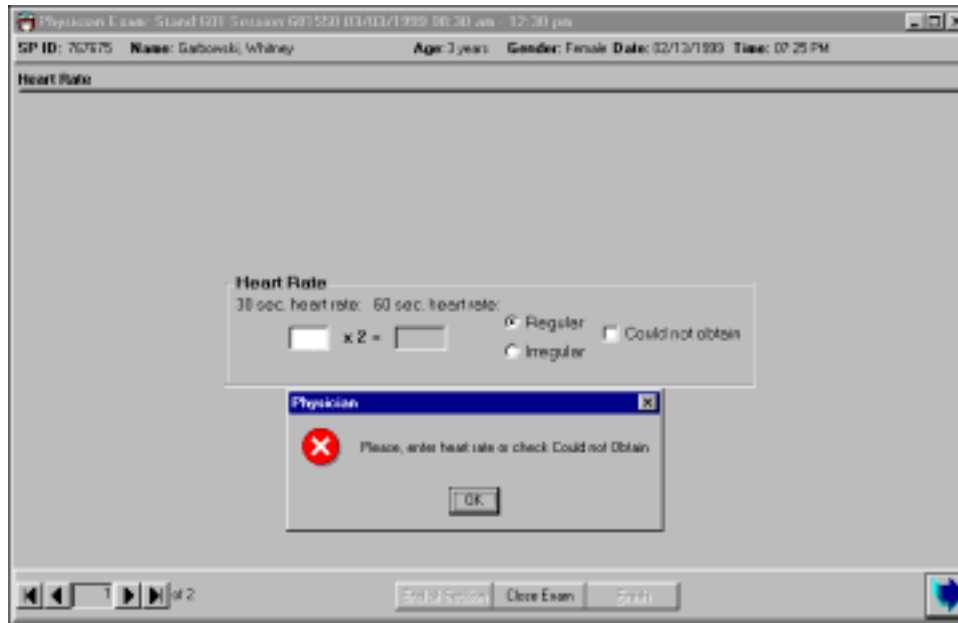 Physician Exam: Stand 601 Session 601SS0 03/03/1999 08:30 am - 12:30 pm
SP ID: 767675 Name: Garbowski, Whitney Age: 3 years Gender: Female Date: 02/13/1999 Time: 07:25 PM
Heart Rate
Heart Rate
30 sec. heart rate: 60 sec. heart rate:
x 2 =
Regular
Irregular
Could not obtain
Physician
Please, enter heart rate or check Could not Obtain
OK
1 of 2
End of Section Close Exam Finish